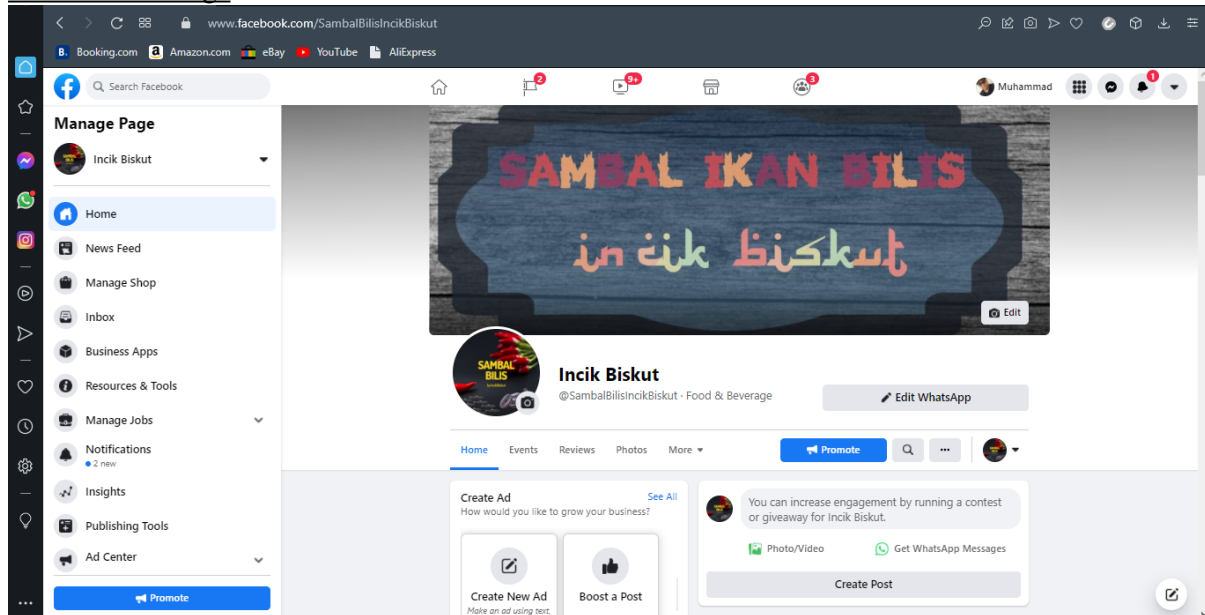 www.facebook.com/SambalBilisIncikBiskut
B. Booking.com a Amazon.com eBay YouTube AliExpress
Search Facebook
2
9+
3
Muhammad
1
Manage Page
Incik Biskut
Home
News Feed
Manage Shop
Inbox
Business Apps
Resources & Tools
Manage Jobs
Notifications
2 new
Insights
Publishing Tools
Ad Center
Promote
SAMBAL IKAN BILIS
incik biskut
Edit
SAMBAL
BILIS
Incik Biskut
@SambalBilisIncikBiskut · Food & Beverage
Edit WhatsApp
Home Events Reviews Photos More
Promote
Create Ad See All
How would you like to grow your business?
Create New Ad
Make an ad using text,
Boost a Post
You can increase engagement by running a contest
or giveaway for Incik Biskut.
Photo/Video Get WhatsApp Messages
Create Post